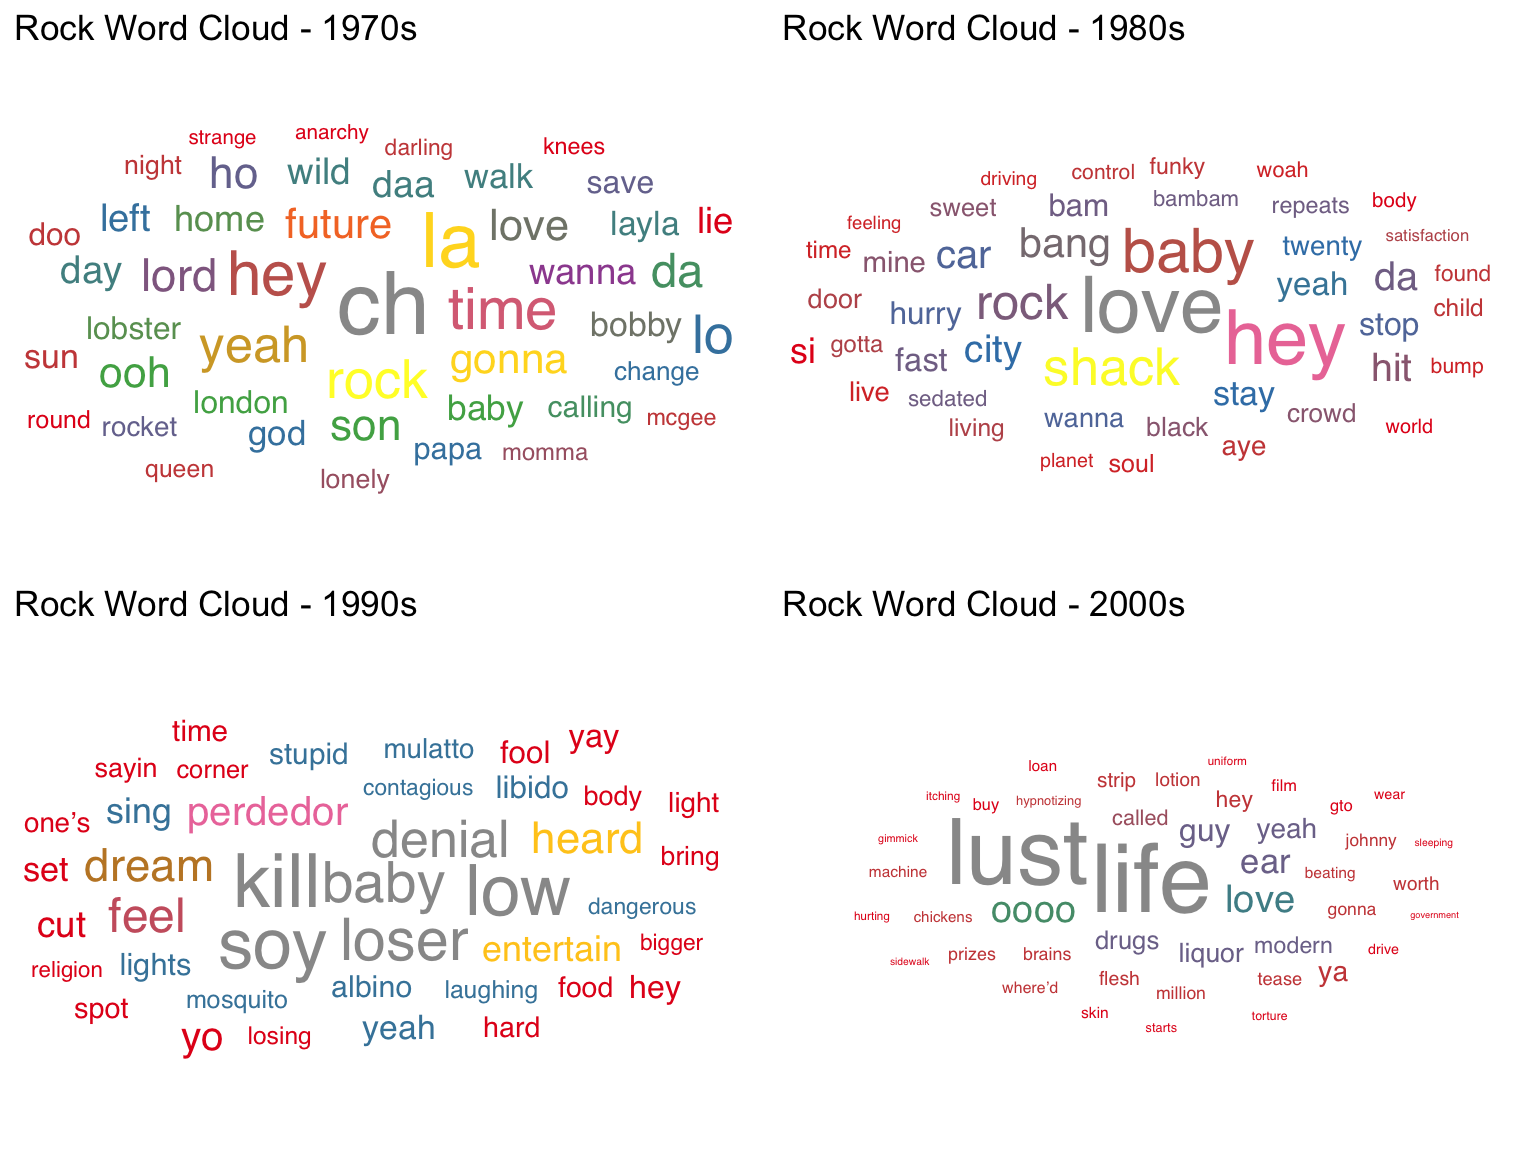 Rock Word Cloud - 1970s
strange anarchy darling knees
night ho wild daa walk save
doo left home future la love layla lie
day lord hey ch time wanna da
lobster yeah rock gonna bobby lo
sun ooh london son baby calling change
round rocket god papa momma mcgee
queen lonely
Rock Word Cloud - 1980s
driving control funky woah
feeling sweet bam bambam repeats body
time mine car bang baby twenty satisfaction
door hurry rock love yeah da found
si gotta fast city shack hey stop child
live sedated wanna black stay hit bump
living planet soul aye crowd world
Rock Word Cloud - 1990s
time stupid mulatto fool yay
sayin corner contagious libido body light
one's sing perdedor denial heard bring
set dream kill baby low dangerous
cut feel soy loser entertain bigger
religion lights albino laughing food hey
spot mosquito yeah hard
yo losing
Rock Word Cloud - 2000s
loan strip lotion uniform film
itching buy hypnotizing called hey gto wear
gimmick lust life guy yeah johnny sleeping
machine ear beating worth
hurting chickens oooo love gonna government
sidewalk prizes brains drugs liquor modern drive
where'd flesh million tease ya
skin starts torture